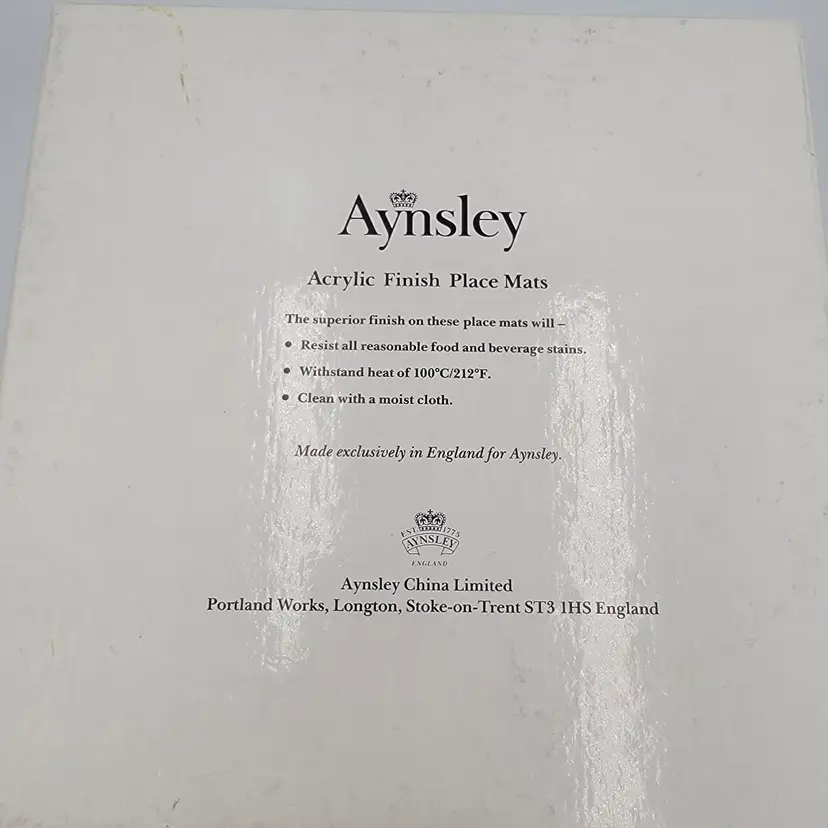 Aynsley
Acrylic Finish Place Mats
The superior finish on these place mats will –
• Resist all reasonable food and beverage stains.
• Withstand heat of 100°C/212°F.
• Clean with a moist cloth.
Made exclusively in England for Aynsley.
EST. 1775
AYNSLEY
ENGLAND
Aynsley China Limited
Portland Works, Longton, Stoke-on-Trent ST3 1HS England